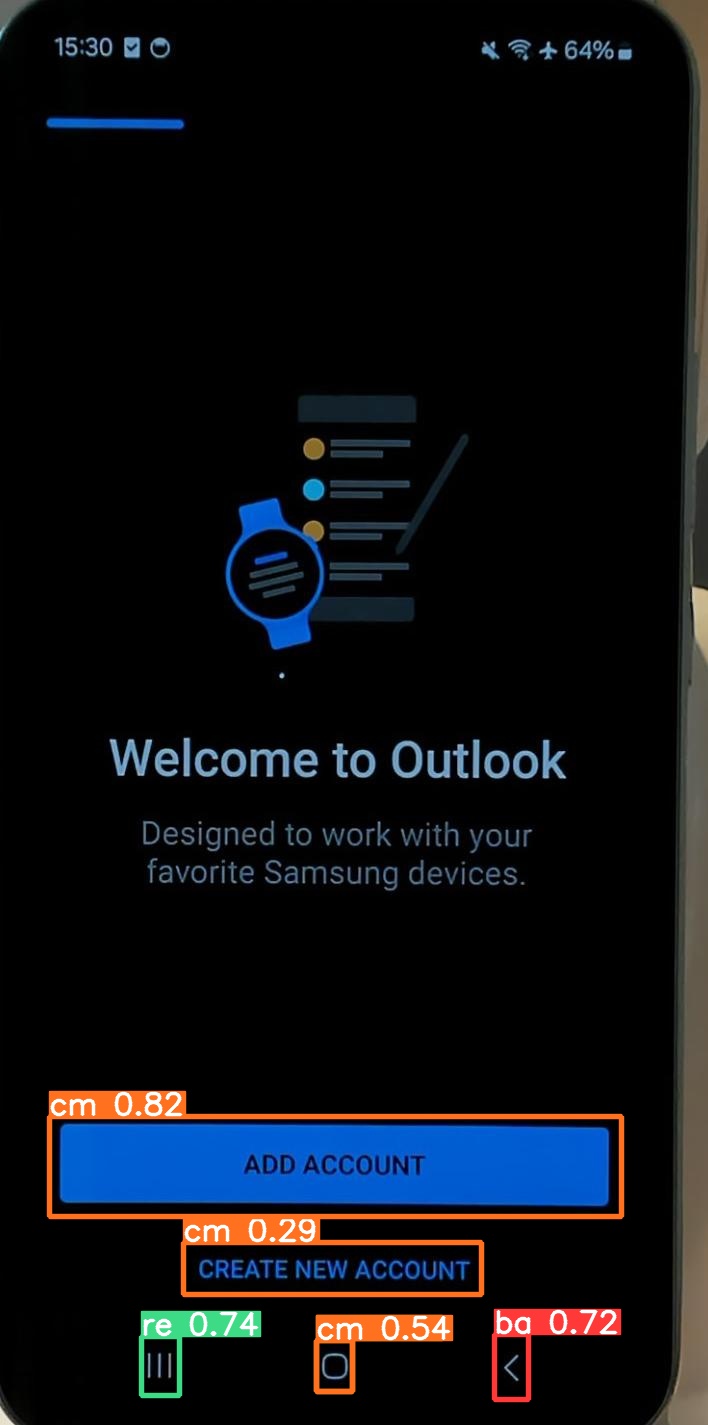 15:30
64%
Welcome to Outlook
Designed to work with your
favorite Samsung devices.
cm 0.82
ADD ACCOUNT
cm 0.29
CREATE NEW ACCOUNT
re 0.74
cm 0.54
ba 0.72